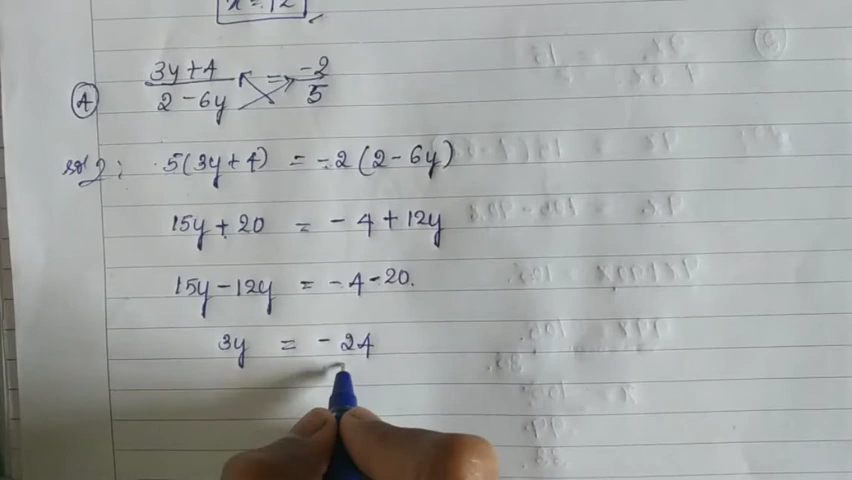 x = 12
4 3y+4 / 2-6y = -2 / 5
5(3y+4) = -2(2-6y)
15y+20 = -4+12y
15y-12y = -4-20.
3y = -24